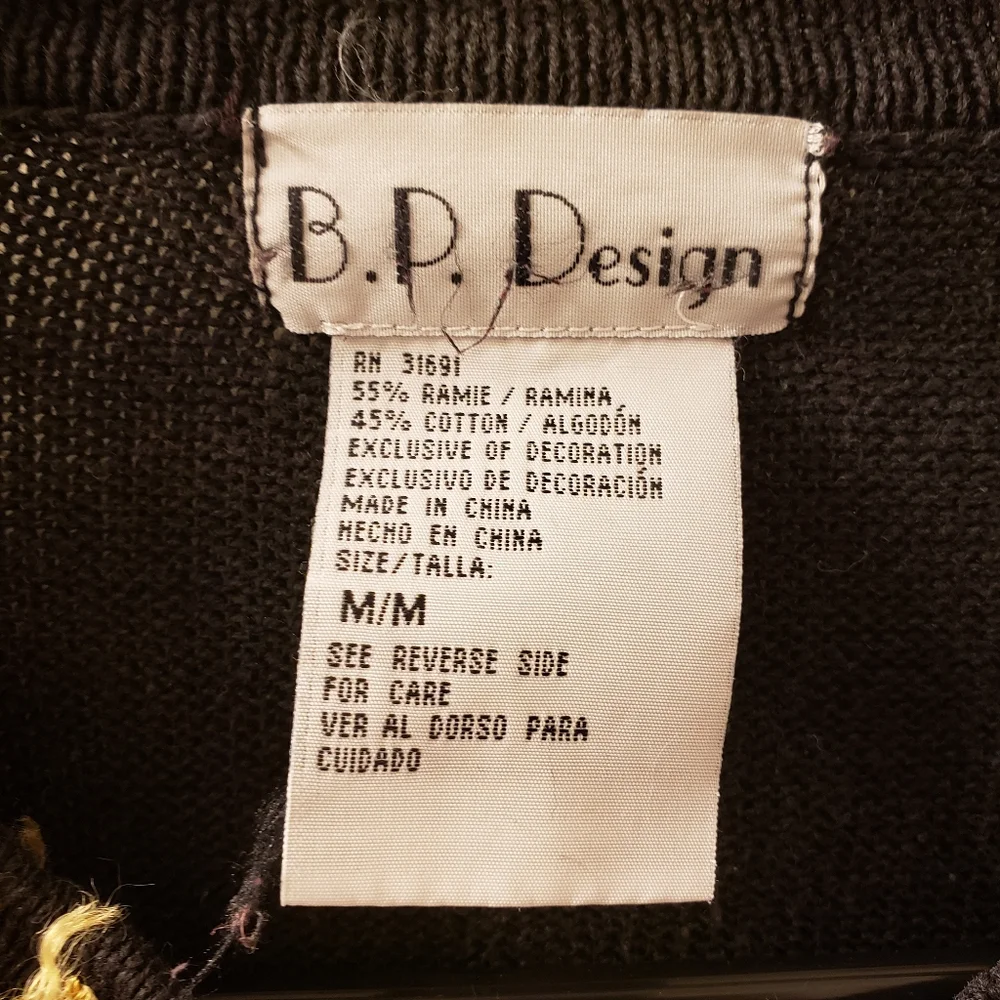 B.P. Design
RN 31691
55% RAMIE / RAMINA
45% COTTON / ALGODÓN
EXCLUSIVE OF DECORATION
EXCLUSIVO DE DECORACIÓN
MADE IN CHINA
HECHO EN CHINA
SIZE/TALLA:
M/M
SEE REVERSE SIDE
FOR CARE
VER AL DORSO PARA
CUIDADO